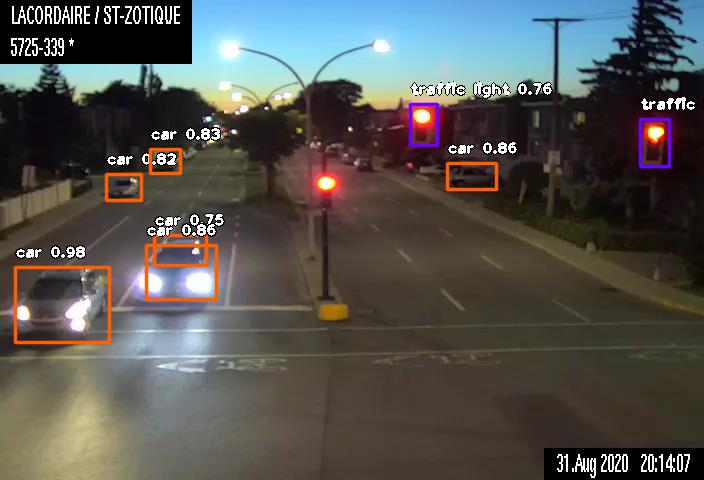 LACORDAIRE / ST-ZOTIQUE
5725-339 *
traffic light 0.76
traffic
car 0.83
car 0.82
car 0.86
car 0.75
car 0.86
car 0.98
31.Aug 2020 20:14:07